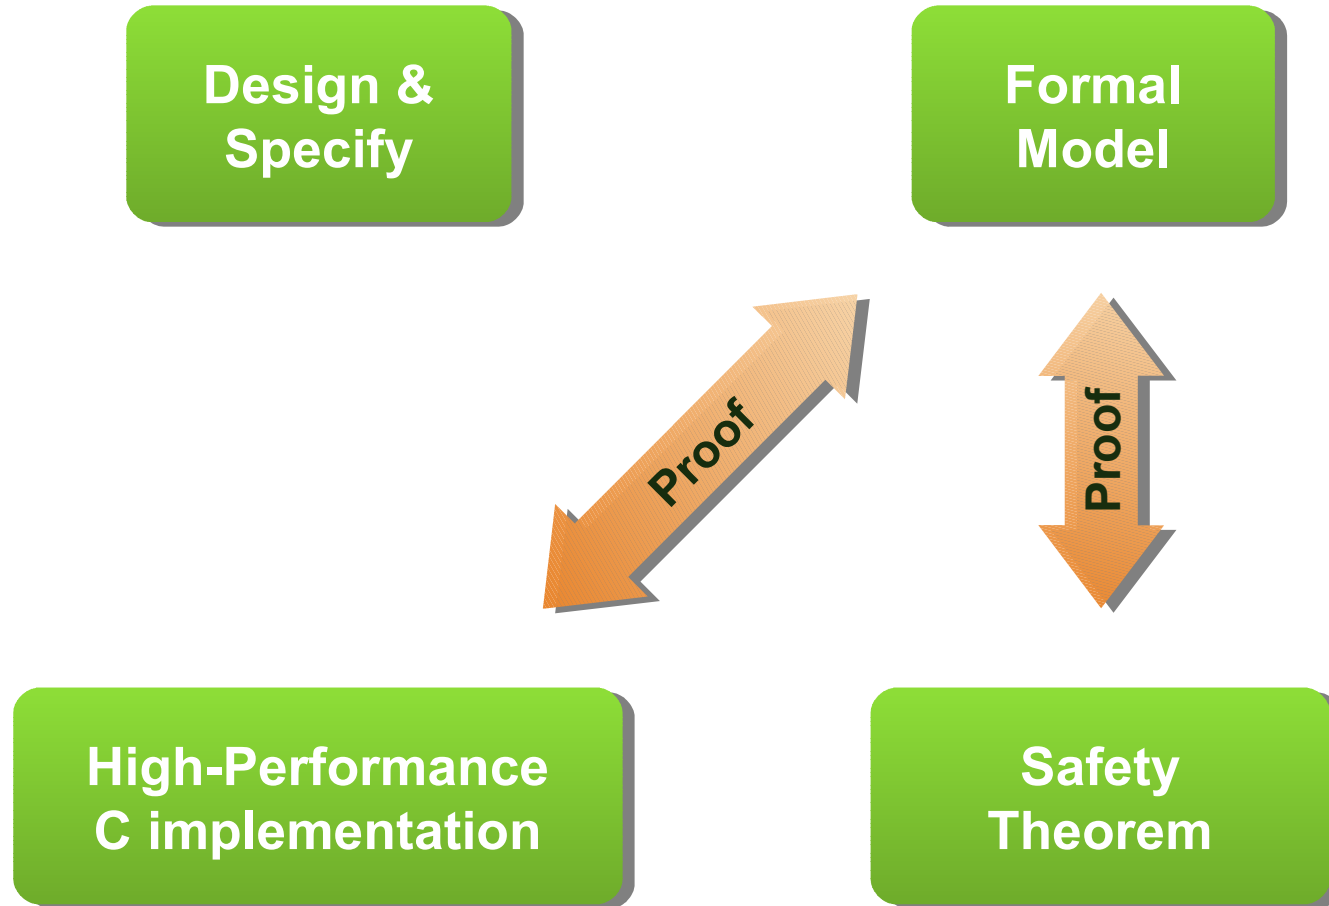 Design &
Specify
Formal
Model
Proof
Proof
High-Performance
C implementation
Safety
Theorem